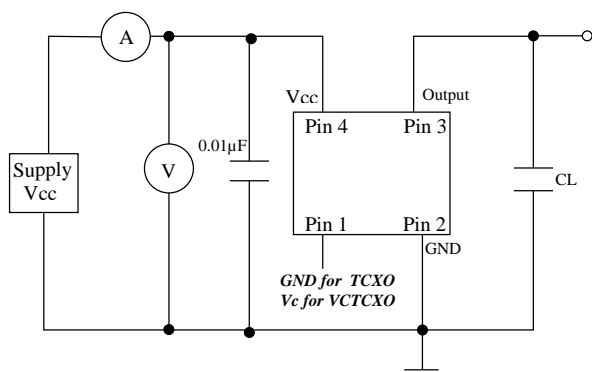 A
Vcc
Output
Pin 4
Pin 3
0.01µF
Supply
Vcc
V
CL
Pin 1
Pin 2
GND
GND for TCXO
Vc for VCTCXO